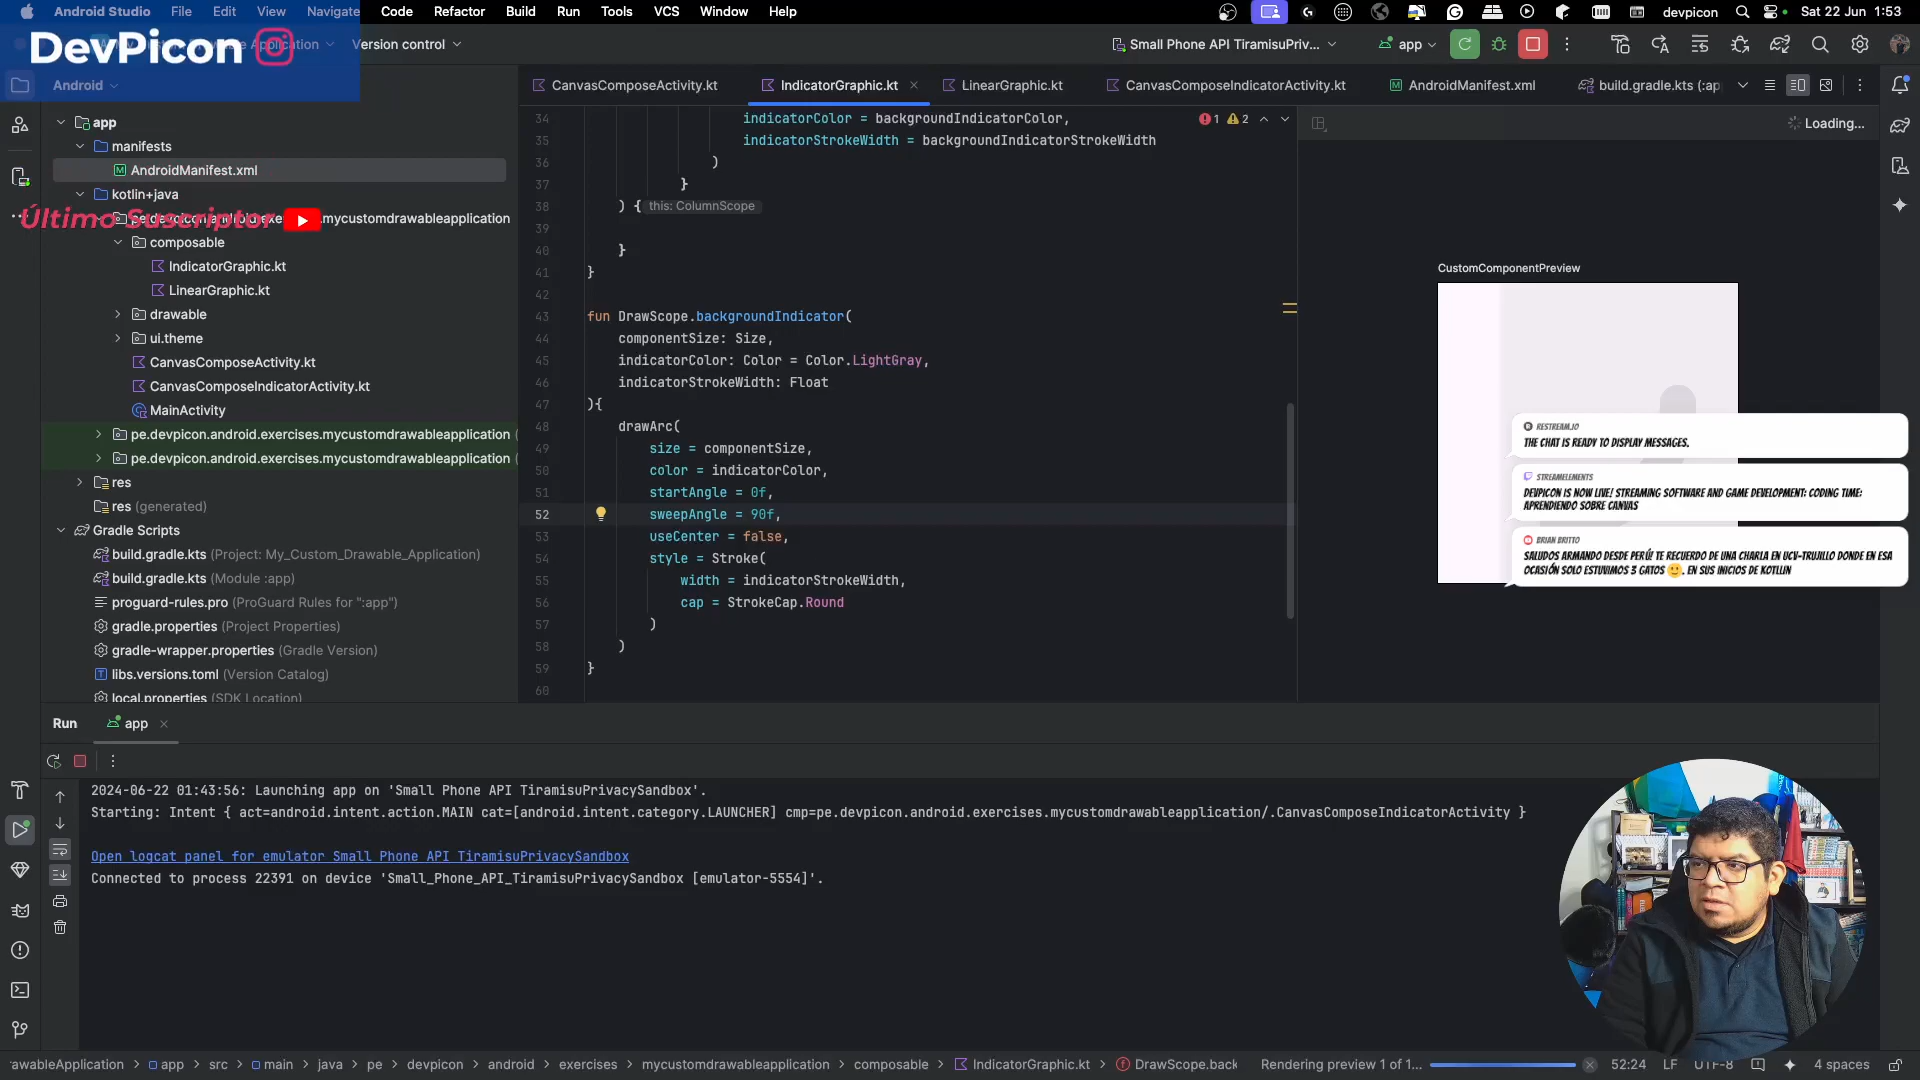 Android Studio File Edit View Navigate Code Refactor Build Run Tools VCS Window Help
devpicon Sat 22 Jun 1:53
DevPicon
Application Version control
Small Phone API TiramisuPriv... app
Android
CanvasComposeActivity.kt IndicatorGraphic.kt LinearGraphic.kt CanvasComposeIndicatorActivity.kt AndroidManifest.xml build.gradle.kts (:ap
app
manifests
AndroidManifest.xml
kotlin+java
Último Suscriptor
pe.devpicon.android.exercises.mycustomdrawableapplication
composable
IndicatorGraphic.kt
LinearGraphic.kt
drawable
ui.theme
CanvasComposeActivity.kt
CanvasComposeIndicatorActivity.kt
MainActivity
pe.devpicon.android.exercises.mycustomdrawableapplication (
pe.devpicon.android.exercises.mycustomdrawableapplication (
res
res (generated)
Gradle Scripts
build.gradle.kts (Project: My_Custom_Drawable_Application)
build.gradle.kts (Module :app)
proguard-rules.pro (ProGuard Rules for ":app")
gradle.properties (Project Properties)
gradle-wrapper.properties (Gradle Version)
libs.versions.toml (Version Catalog)
local.properties (SDK Location)
34 indicatorColor = backgroundIndicatorColor,
1 2
35 indicatorStrokeWidth = backgroundIndicatorStrokeWidth
36 )
37 }
38 ) { this: ColumnScope
39
40 }
41 }
42
43 fun DrawScope.backgroundIndicator(
44 componentSize: Size,
45 indicatorColor: Color = Color.LightGray,
46 indicatorStrokeWidth: Float
47 ){
48 drawArc(
49 size = componentSize,
50 color = indicatorColor,
51 startAngle = 0f,
52 sweepAngle = 90f,
53 useCenter = false,
54 style = Stroke(
55 width = indicatorStrokeWidth,
56 cap = StrokeCap.Round
57 )
58 )
59 }
60
Loading...
CustomComponentPreview
RESTREAM.IO
THE CHAT IS READY TO DISPLAY MESSAGES.
STREAMELEMENTS
DEVPICON IS NOW LIVE! STREAMING SOFTWARE AND GAME DEVELOPMENT: CODING TIME:
APRENDIENDO SOBRE CANVAS
BRIAN BRITTO
SALUDOS ARMANDO DESDE PERÚ! TE RECUERDO DE UNA CHARLA EN UCV-TRUJILLO DONDE EN ESA
OCASIÓN SOLO ESTUVIMOS 3 GATOS 🙂. EN SUS INICIOS DE KOTLIN
Run app
2024-06-22 01:43:56: Launching app on 'Small Phone API TiramisuPrivacySandbox'.
Starting: Intent { act=android.intent.action.MAIN cat=[android.intent.category.LAUNCHER] cmp=pe.devpicon.android.exercises.mycustomdrawableapplication/.CanvasComposeIndicatorActivity }
Open logcat panel for emulator Small Phone API TiramisuPrivacySandbox
Connected to process 22391 on device 'Small_Phone_API_TiramisuPrivacySandbox [emulator-5554]'.
rawableApplication > app > src > main > java > pe > devpicon > android > exercises > mycustomdrawableapplication > composable > IndicatorGraphic.kt > DrawScope.back
Rendering preview 1 of 1... 52:24 LF UTF-8 4 spaces